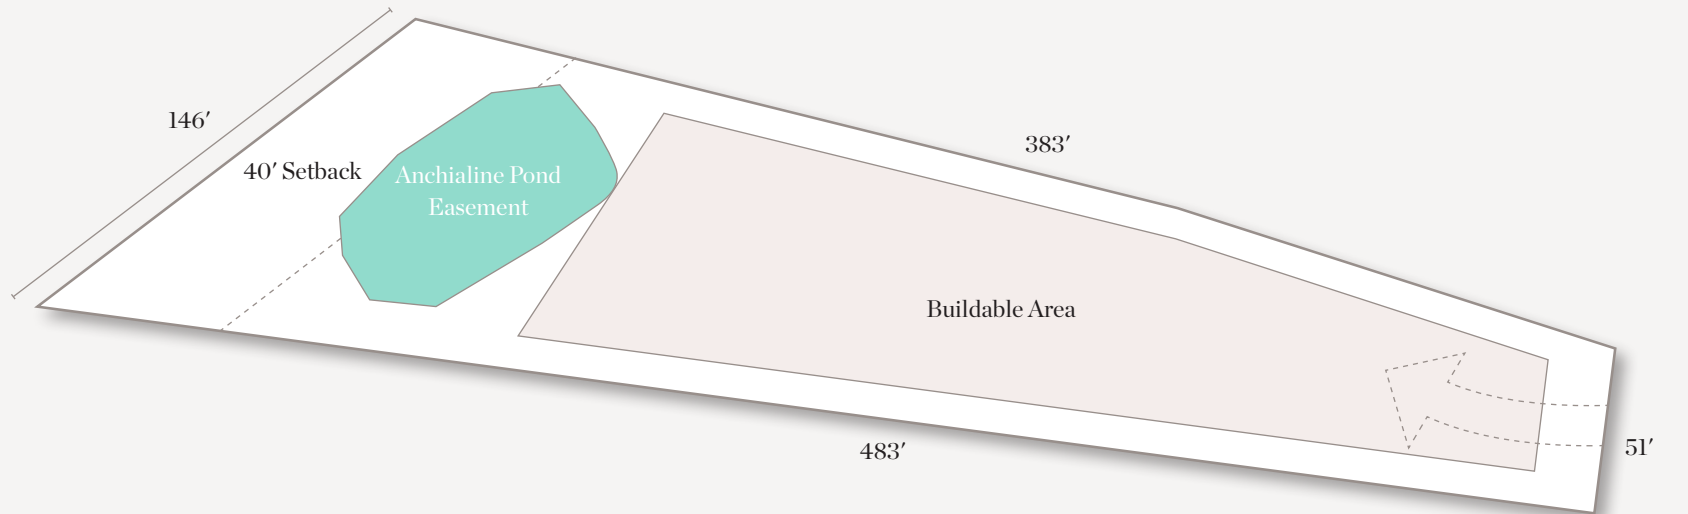 146′
383′
40′ Setback
Anchialine Pond
Easement
Buildable Area
483′
51′